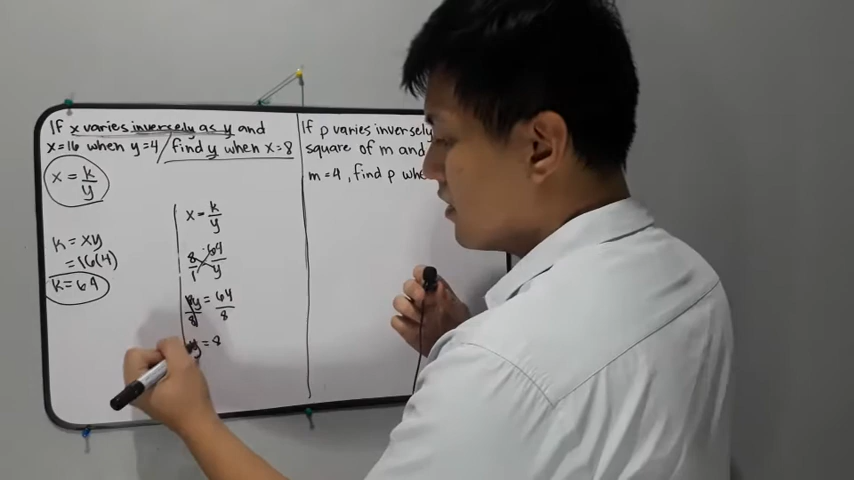 If x varies inversely as y and
x=16 when y=4/find y when x=8
x = k/y
k = xy
= 16(4)
k = 64
x = k/y
8/1 = 64/y
8y/8 = 64/8
y = 8
If p varies inversely
square of m and
m=4, find p